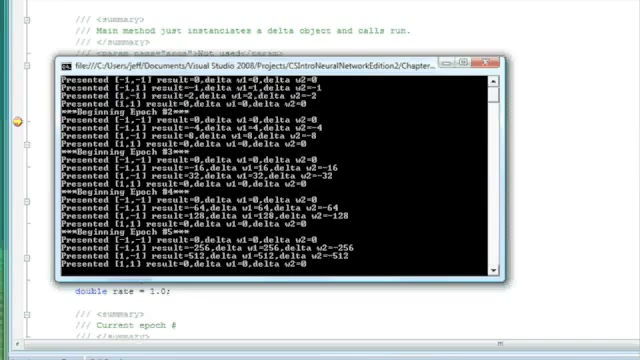 /// <summary>
/// Main method just instanciates a delta object and calls run.
/// </summary>
/// <param name="args">Not used</param>
file:///C:/Users/jeff/Documents/Visual Studio 2008/Projects/CSIntroNeuralNetworkEdition2/Chapter...
Presented [-1,-1] result=0,delta w1=0,delta w2=0
Presented [-1,1] result=-1,delta w1=1,delta w2=-1
Presented [1,-1] result=2,delta w1=2,delta w2=-2
Presented [1,1] result=0,delta w1=0,delta w2=0
***Beginning Epoch #2***
Presented [-1,-1] result=0,delta w1=0,delta w2=0
Presented [-1,1] result=-4,delta w1=4,delta w2=-4
Presented [1,-1] result=8,delta w1=8,delta w2=-8
Presented [1,1] result=0,delta w1=0,delta w2=0
***Beginning Epoch #3***
Presented [-1,-1] result=0,delta w1=0,delta w2=0
Presented [-1,1] result=-16,delta w1=16,delta w2=-16
Presented [1,-1] result=32,delta w1=32,delta w2=-32
Presented [1,1] result=0,delta w1=0,delta w2=0
***Beginning Epoch #4***
Presented [-1,-1] result=0,delta w1=0,delta w2=0
Presented [-1,1] result=-64,delta w1=64,delta w2=-64
Presented [1,-1] result=128,delta w1=128,delta w2=-128
Presented [1,1] result=0,delta w1=0,delta w2=0
***Beginning Epoch #5***
Presented [-1,-1] result=0,delta w1=0,delta w2=0
Presented [-1,1] result=-256,delta w1=256,delta w2=-256
Presented [1,-1] result=512,delta w1=512,delta w2=-512
Presented [1,1] result=0,delta w1=0,delta w2=0
double rate = 1.0;
/// <summary>
/// Current epoch #
/// </summary>